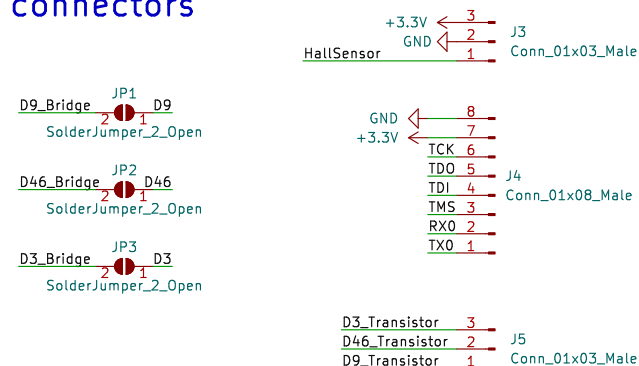 connectors
JP1
D9_Bridge
D9
2
1
SolderJumper_2_Open
JP2
D46_Bridge
D46
2
1
SolderJumper_2_Open
JP3
D3_Bridge
D3
2
1
SolderJumper_2_Open
+3.3V
3
J3
GND
2
Conn_01x03_Male
HallSensor
1
GND
8
+3.3V
7
TCK
6
TDO
5
J4
TDI
4
Conn_01x08_Male
TMS
3
RX0
2
TX0
1
D3_Transistor
3
J5
D46_Transistor
2
Conn_01x03_Male
D9_Transistor
1